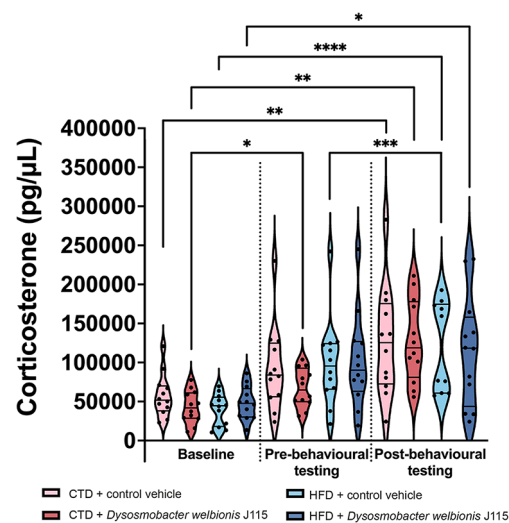 *
****
**
**
*
***
Corticosterone (pg/µL)
400000
350000
300000
250000
200000
150000
100000
50000
0
Baseline
Pre-behavioural
testing
Post-behavioural
testing
CTD + control vehicle
HFD + control vehicle
CTD + Dysosmobacter welbionis J115
HFD + Dysosmobacter welbionis J115